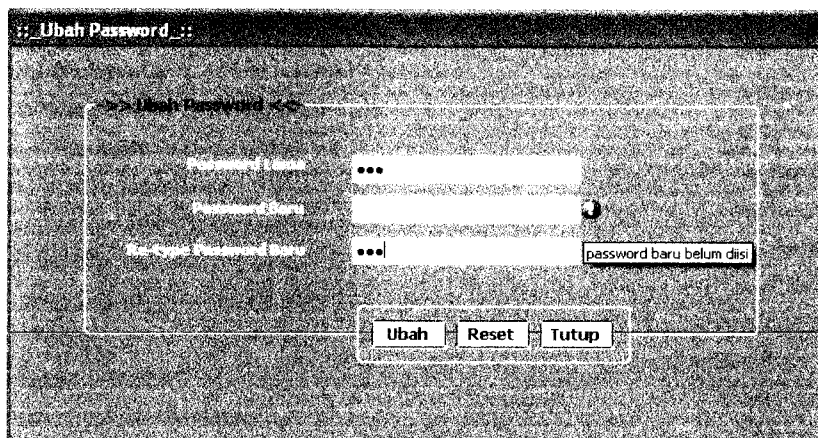 ::_Ubah Password_::
>> Ubah Password <<
Password Lama
•••
Password Baru
Re-type Password Baru
•••
password baru belum diisi
Ubah Reset Tutup